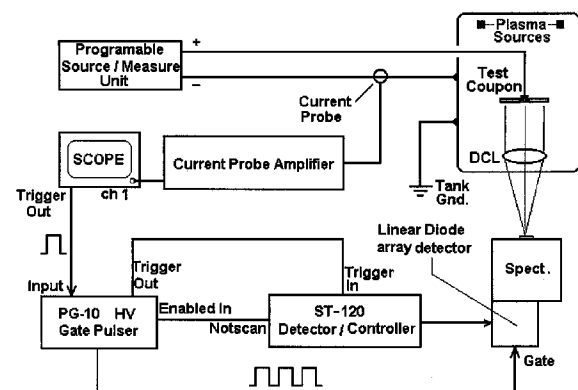 Plasma
Sources
+
Programable
Source / Measure
Unit
−
Test
Coupon
Current
Probe
SCOPE
ch 1
Current Probe Amplifier
DCL
Tank
Gnd.
Trigger
Out
Linear Diode
array detector
Spect.
Input
Trigger
Out
Trigger
In
PG-10 HV
Gate Pulser
Enabled In
Notscan
ST-120
Detector / Controller
Gate